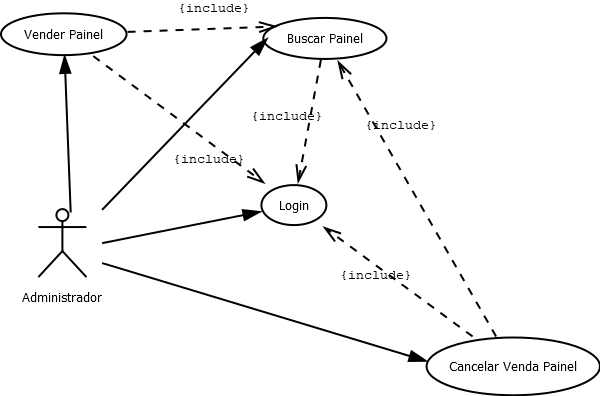 {include}
Vender Painel
Buscar Painel
{include}
{include}
{include}
Login
{include}
Administrador
Cancelar Venda Painel